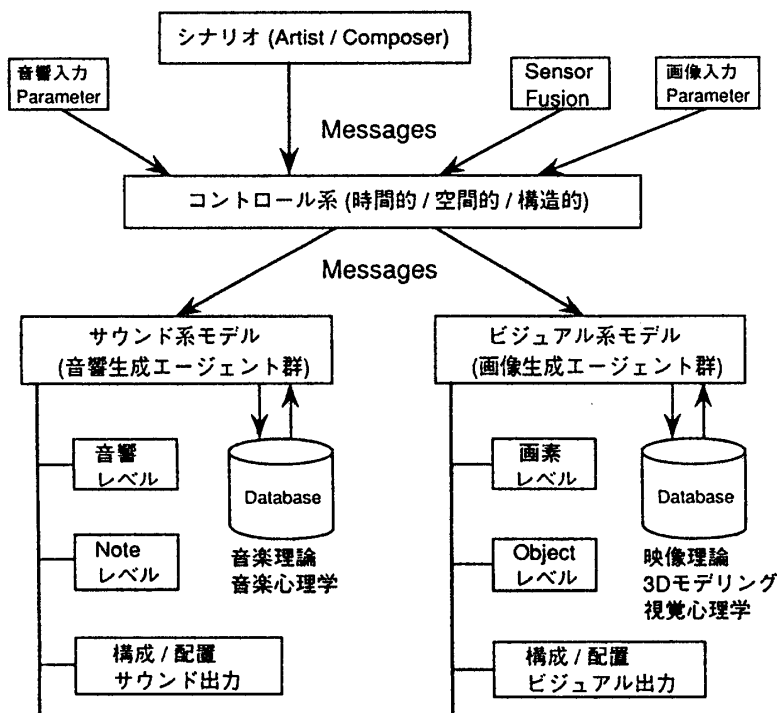 シナリオ (Artist / Composer)
音響入力
Parameter
Sensor
Fusion
画像入力
Parameter
Messages
コントロール系 (時間的 / 空間的 / 構造的)
Messages
サウンド系モデル
(音響生成エージェント群)
ビジュアル系モデル
(画像生成エージェント群)
音響
レベル
Database
Note
レベル
音楽理論
音楽心理学
構成 / 配置
サウンド出力
画素
レベル
Database
Object
レベル
映像理論
3Dモデリング
視覚心理学
構成 / 配置
ビジュアル出力